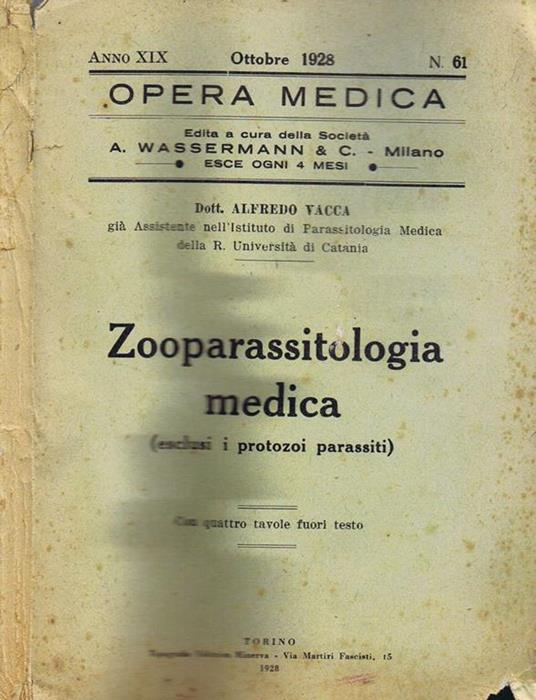 ANNO XIX Ottobre 1928 N. 61
OPERA MEDICA
Edita a cura della Società
A. WASSERMANN & C. - Milano
ESCE OGNI 4 MESI
Dott. ALFREDO VACCA
già Assistente nell'Istituto di Parassitologia Medica
della R. Università di Catania
Zooparassitologia
medica
(esclusi i protozoi parassiti)
Con quattro tavole fuori testo
TORINO
Tipografia Minerva - Via Martiri Fascisti, 15
1928